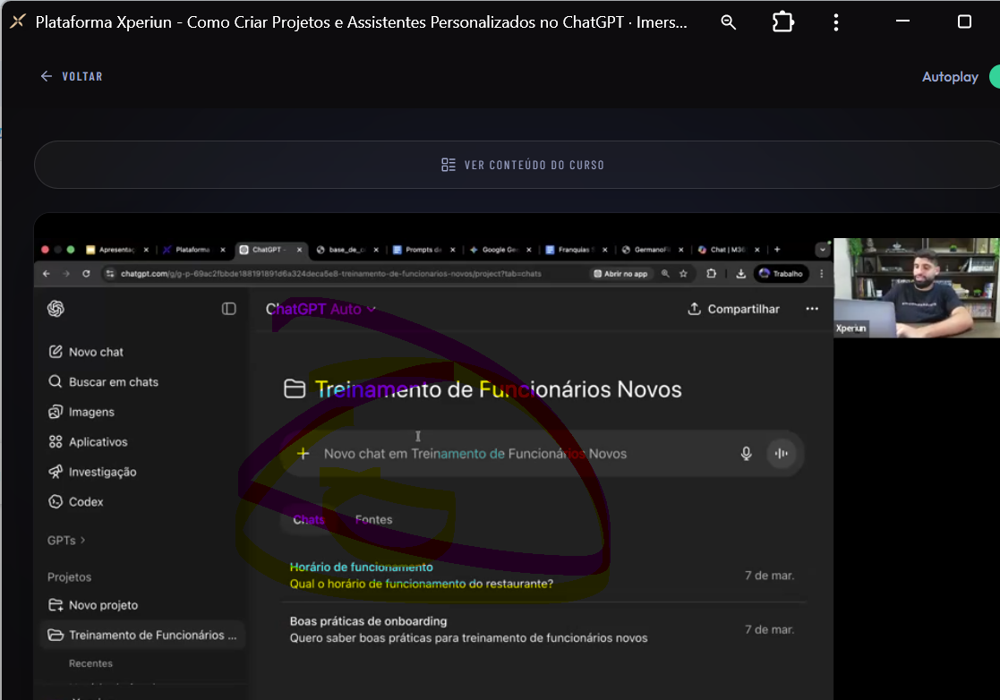 Plataforma Xperiun - Como Criar Projetos e Assistentes Personalizados no ChatGPT · Imers...
VOLTAR
Autoplay
VER CONTEÚDO DO CURSO
Apresentaç
Plataforma
ChatGPT -
base_de_c
Prompts de
Google Ge
Franquias
Germano
Chat | M36
chatgpt.com/g/g-p-69ac2fbbde188191891d6a324deca5e8-treinamento-de-funcionarios-novos/project?tab=chats
Abrir no app
Trabalho
ChatGPT Auto
Compartilhar
Xperiun
Novo chat
Buscar em chats
Imagens
Aplicativos
Investigação
Codex
GPTs
Projetos
Novo projeto
Treinamento de Funcionários ...
Recentes
Treinamento de Funcionários Novos
Novo chat em Treinamento de Funcionários Novos
Chats
Fontes
Horário de funcionamento
Qual o horário de funcionamento do restaurante?
7 de mar.
Boas práticas de onboarding
Quero saber boas práticas para treinamento de funcionários novos
7 de mar.